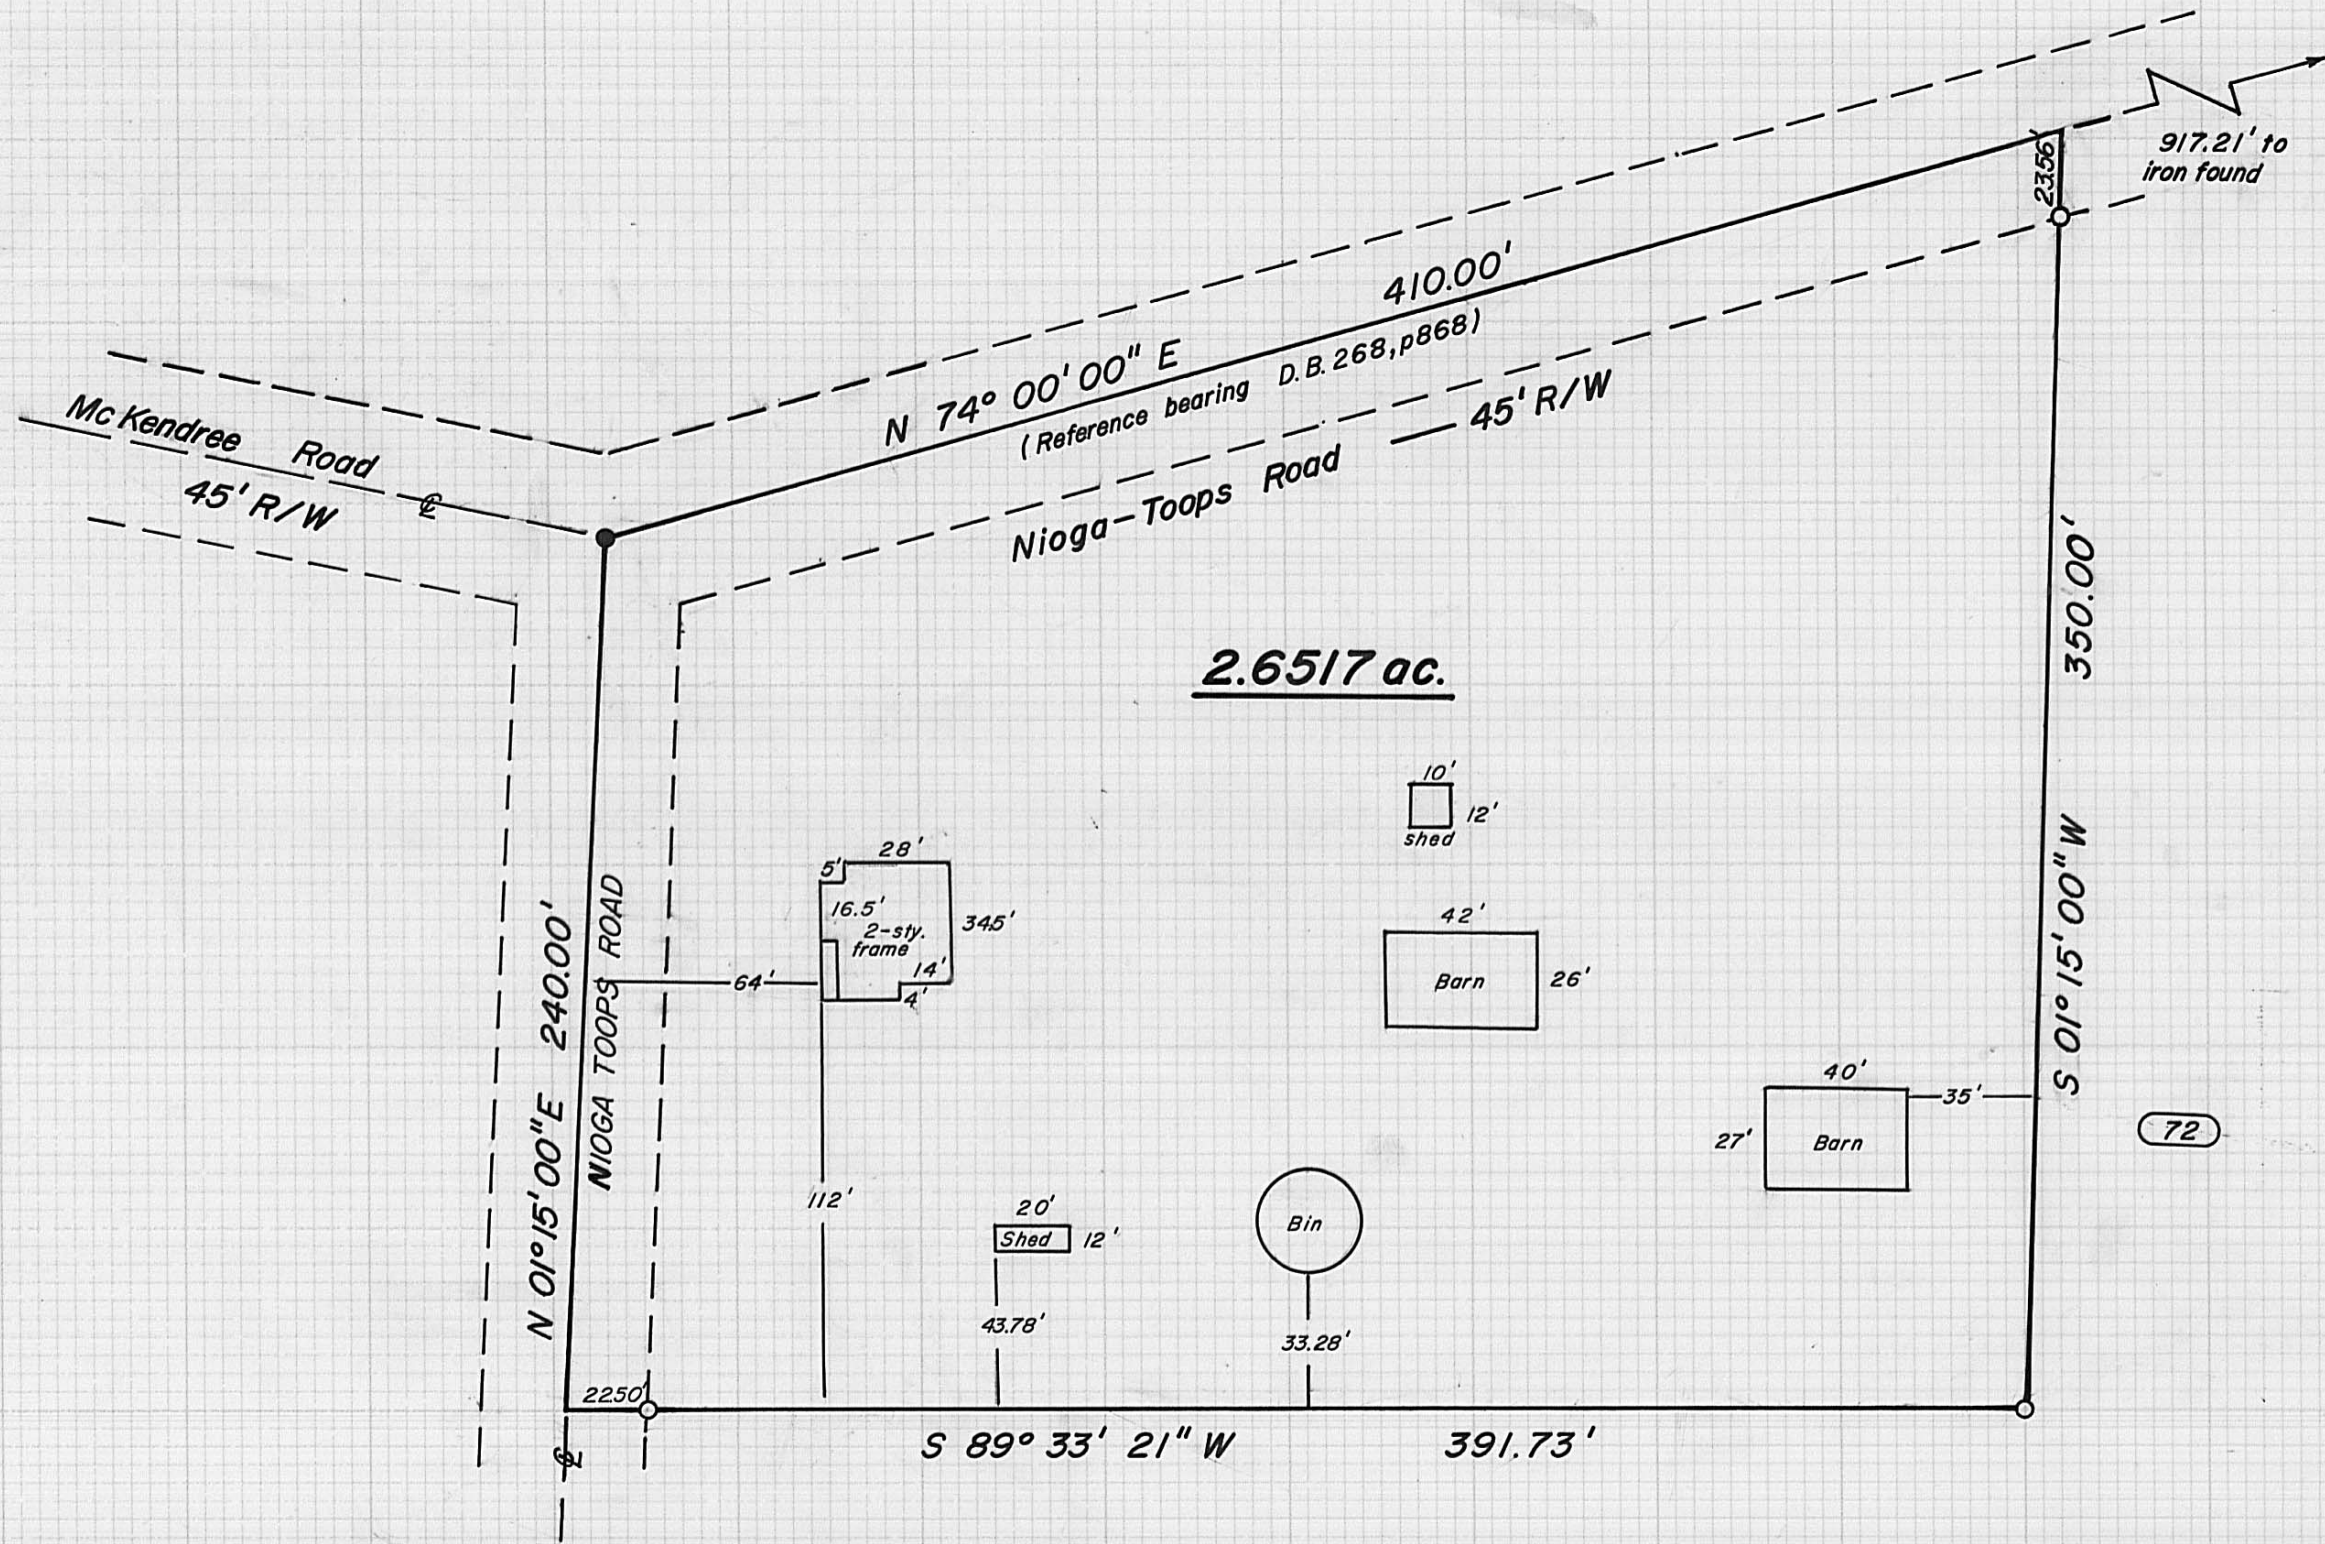 917.21' to
iron found
23.56'
410.00'
N 74° 00' 00" E
(Reference bearing D.B. 268, p868)
45' R/W
Nioga-Toops Road
McKendree Road
45' R/W
℄
350.00'
S 01° 15' 00" W
2.6517 ac.
10'
12'
shed
28'
5'
16.5'
2-sty.
frame
34.5'
14'
4'
64'
42'
Barn
26'
N 01° 15' 00" E 240.00'
NIOGA TOOPS ROAD
40'
35'
27'
Barn
72
112'
20'
Shed
12'
Bin
43.78'
33.28'
22.50'
S 89° 33' 21" W 391.73'
℄